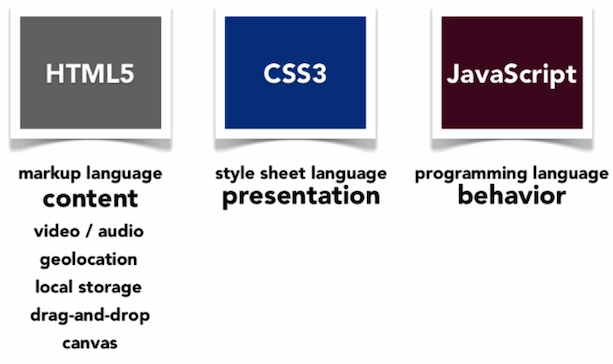 HTML5
markup language
content
video / audio
geolocation
local storage
drag-and-drop
canvas
CSS3
style sheet language
presentation
JavaScript
programming language
behavior